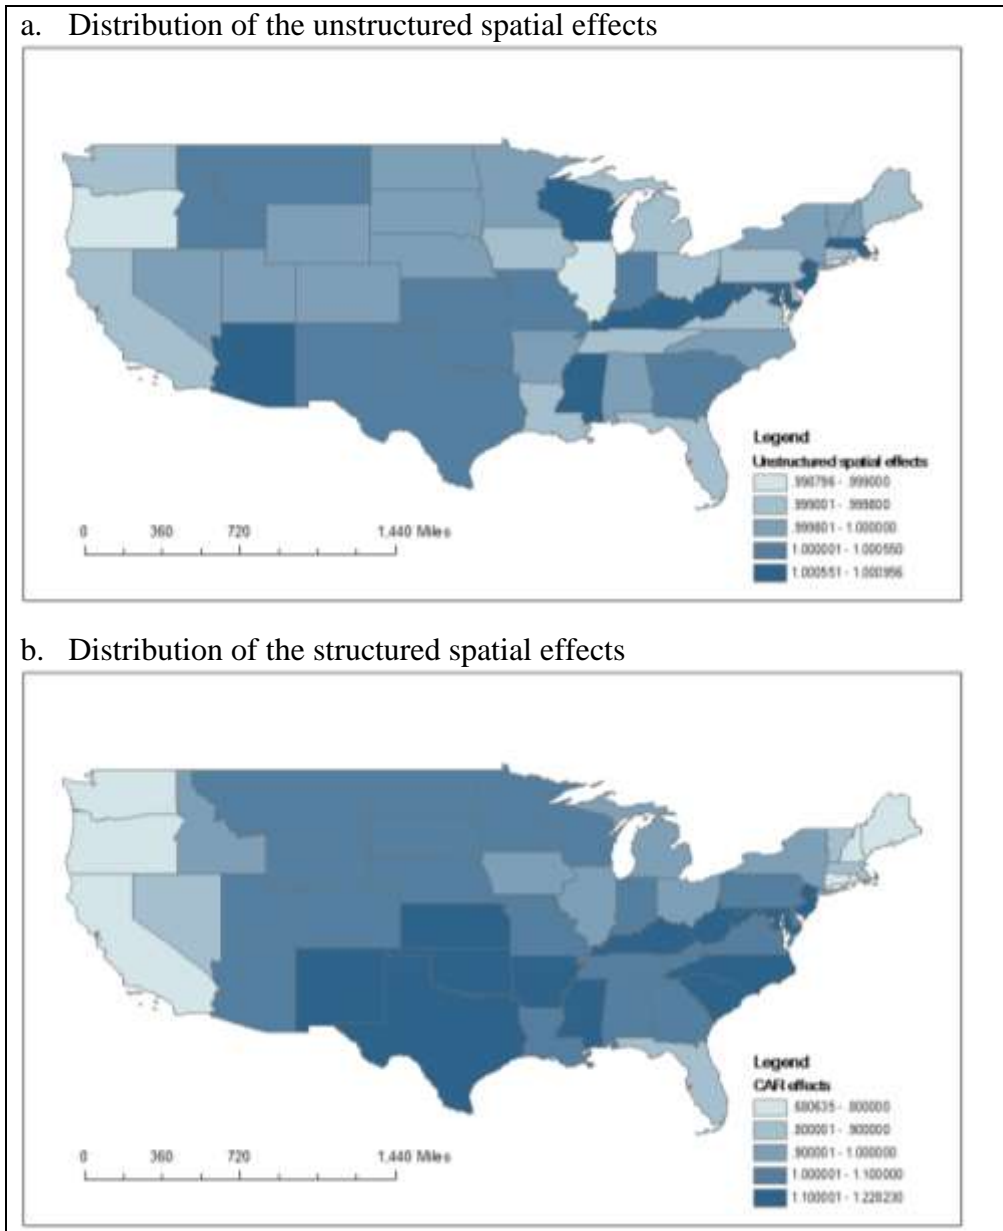 a. Distribution of the unstructured spatial effects
0 360 720 1,440 Miles
Legend
Unstructured spatial effects
.999001 - .999800
.999801 - 1.000000
1.000001 - 1.000550
1.000551 - 1.000956
b. Distribution of the structured spatial effects
0 360 720 1,440 Miles
Legend
CAR effects
.680635 - .800000
.800001 - .900000
.900001 - 1.000000
1.000001 - 1.100000
1.100001 - 1.228230